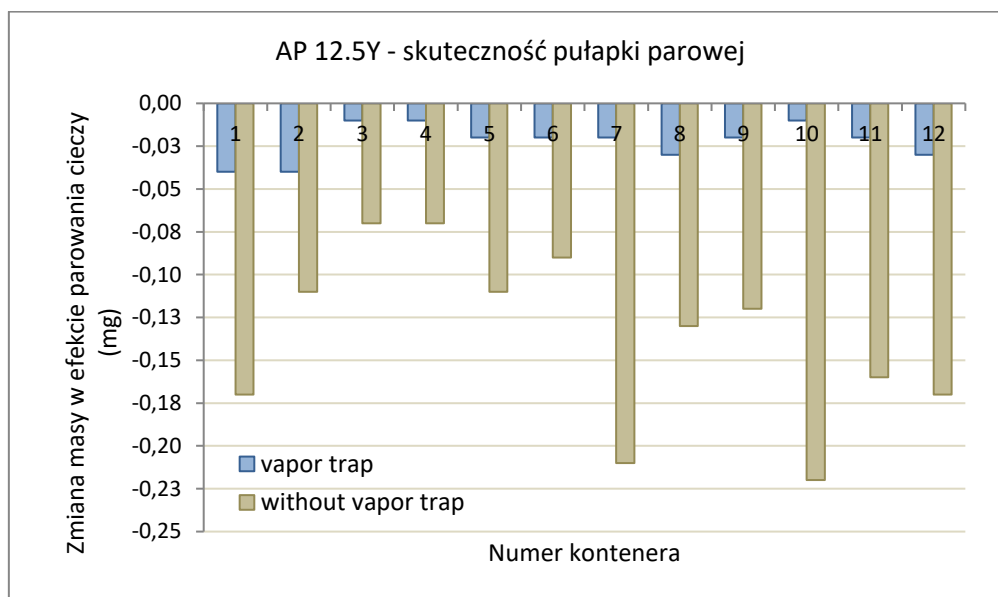 AP 12.5Y - skuteczność pułapki parowej
Zmiana masy w efekcie parowania cieczy
(mg)
0,00
-0,03
-0,05
-0,08
-0,10
-0,13
-0,15
-0,18
-0,20
-0,23
-0,25
1 2 3 4 5 6 7 8 9 10 11 12
vapor trap
without vapor trap
Numer kontenera